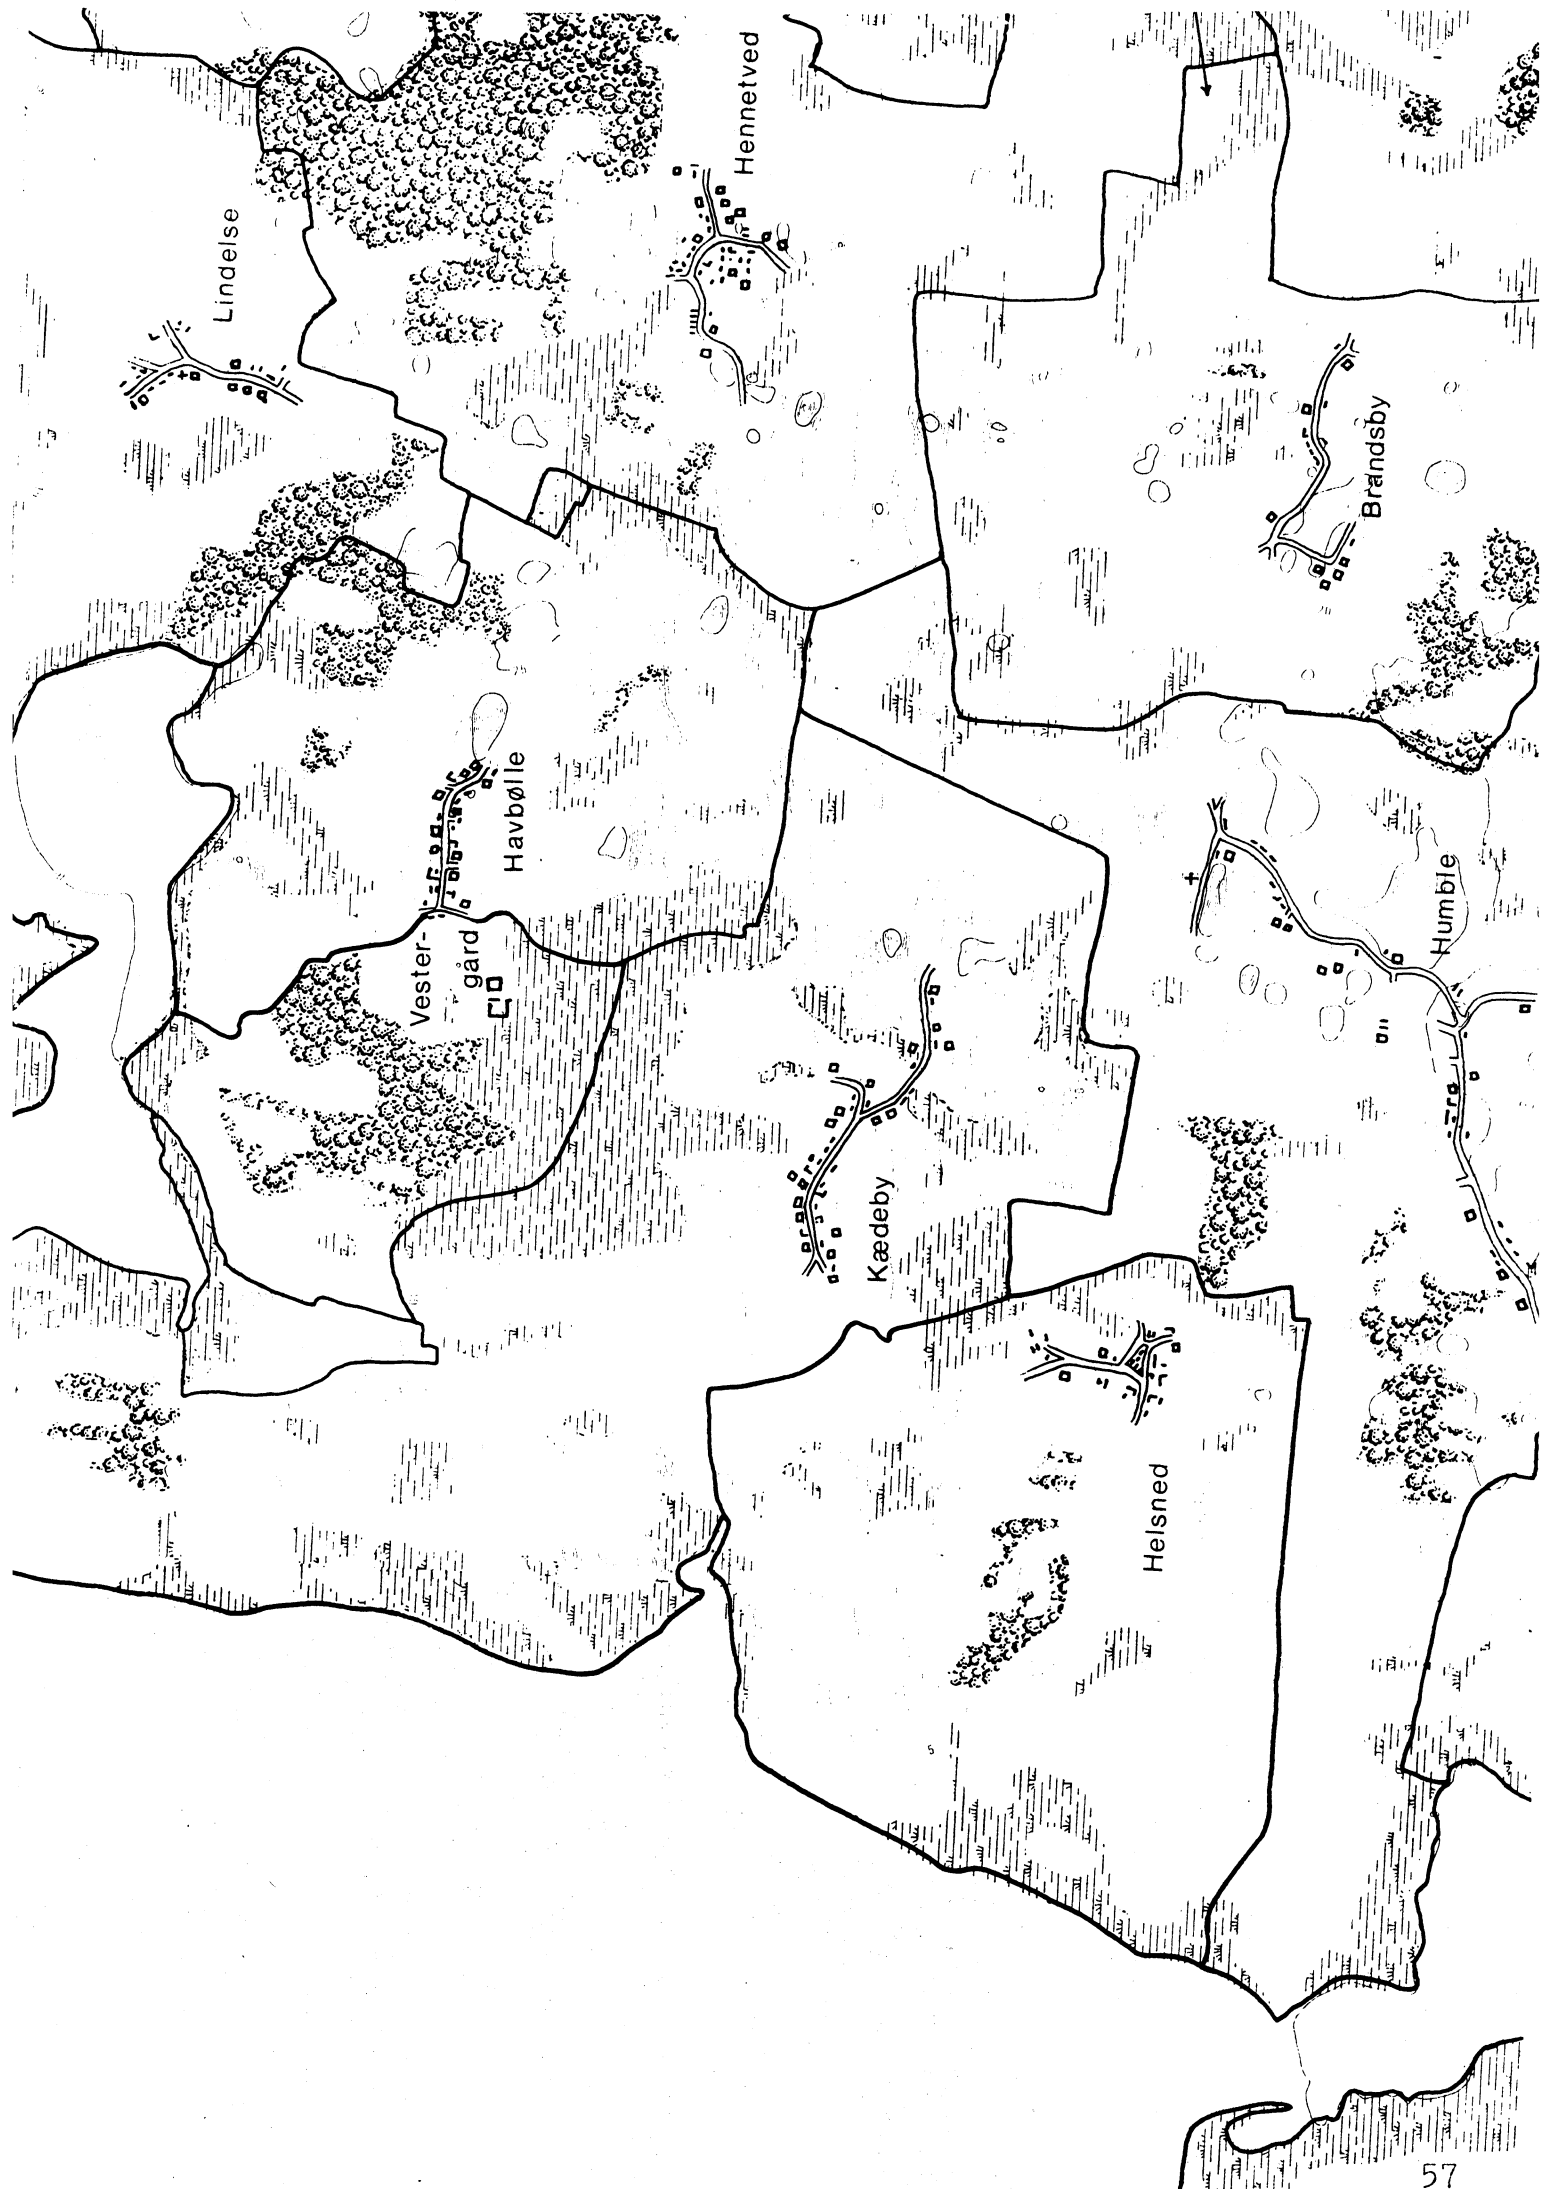 Lindelse
Hennetved
Brandsby
Havbølle
Vester-
gård
Humble
Kædeby
Helsned
57